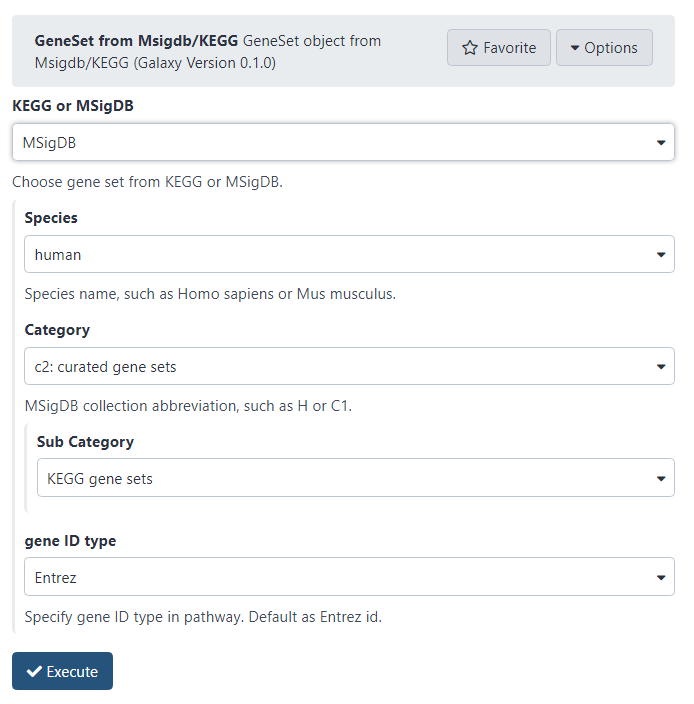 GeneSet from Msigdb/KEGG GeneSet object from
Msigdb/KEGG (Galaxy Version 0.1.0)
Favorite
Options
KEGG or MSigDB
MSigDB
Choose gene set from KEGG or MSigDB.
Species
human
Species name, such as Homo sapiens or Mus musculus.
Category
c2: curated gene sets
MSigDB collection abbreviation, such as H or C1.
Sub Category
KEGG gene sets
gene ID type
Entrez
Specify gene ID type in pathway. Default as Entrez id.
Execute